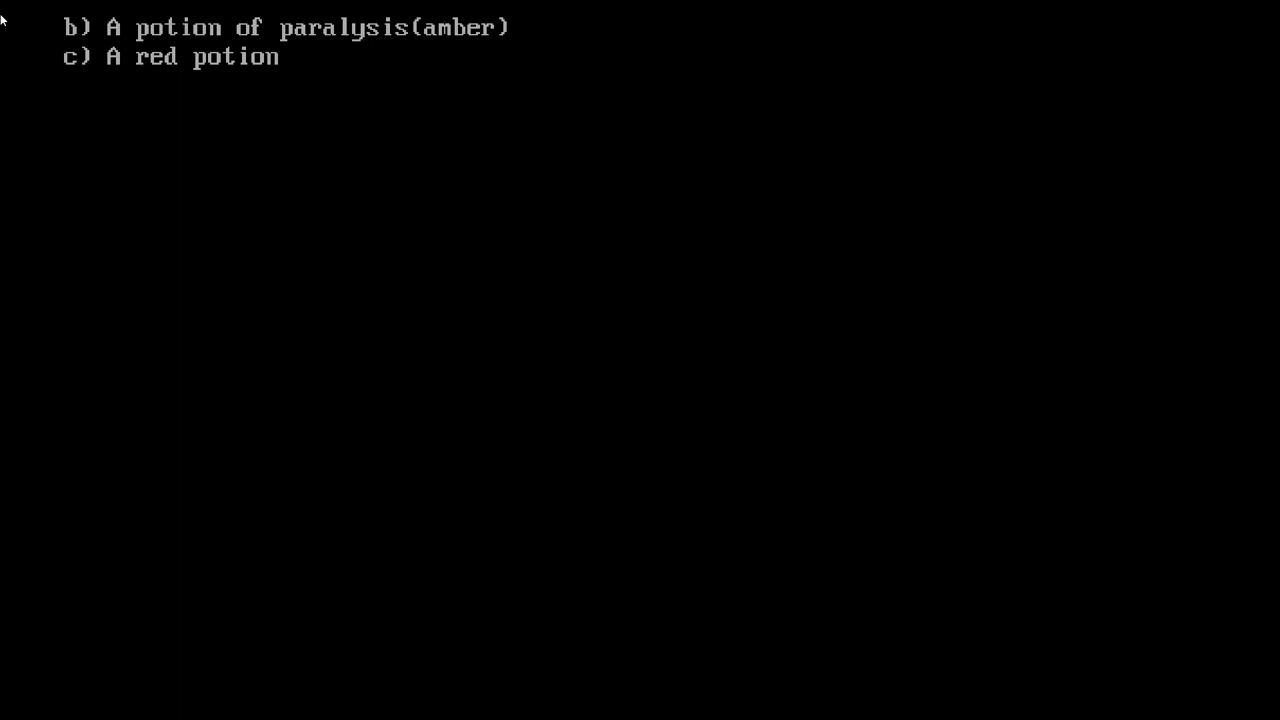 b) A potion of paralysis(amber)
c) A red potion